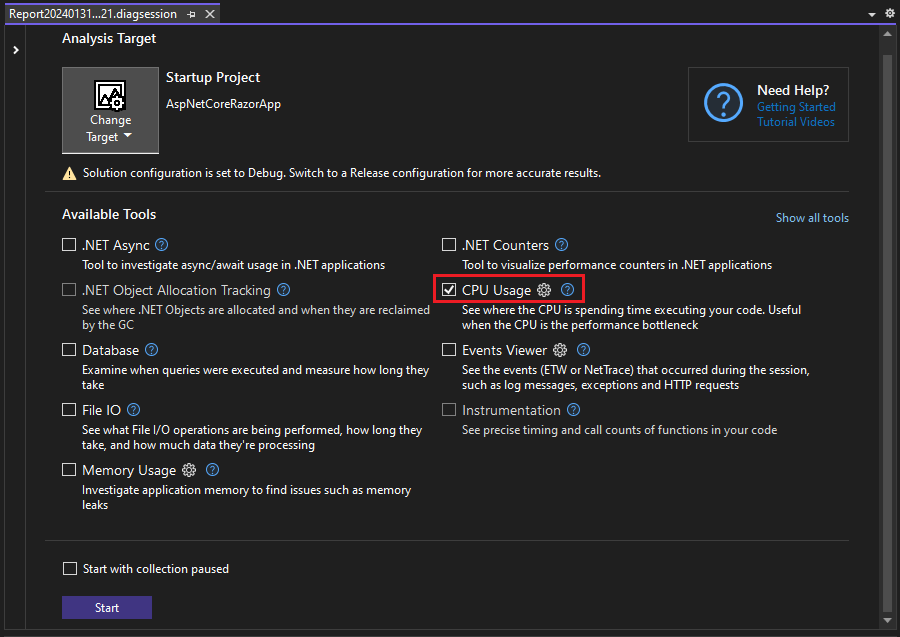 Report20240131...21.diagsession
Analysis Target
Change
Target
Startup Project
AspNetCoreRazorApp
Need Help?
Getting Started
Tutorial Videos
Solution configuration is set to Debug. Switch to a Release configuration for more accurate results.
Available Tools
Show all tools
.NET Async
Tool to investigate async/await usage in .NET applications
.NET Counters
Tool to visualize performance counters in .NET applications
.NET Object Allocation Tracking
See where .NET Objects are allocated and when they are reclaimed
by the GC
CPU Usage
See where the CPU is spending time executing your code. Useful
when the CPU is the performance bottleneck
Database
Examine when queries were executed and measure how long they
take
Events Viewer
See the events (ETW or NetTrace) that occurred during the session,
such as log messages, exceptions and HTTP requests
File IO
See what File I/O operations are being performed, how long they
take, and how much data they're processing
Instrumentation
See precise timing and call counts of functions in your code
Memory Usage
Investigate application memory to find issues such as memory
leaks
Start with collection paused
Start